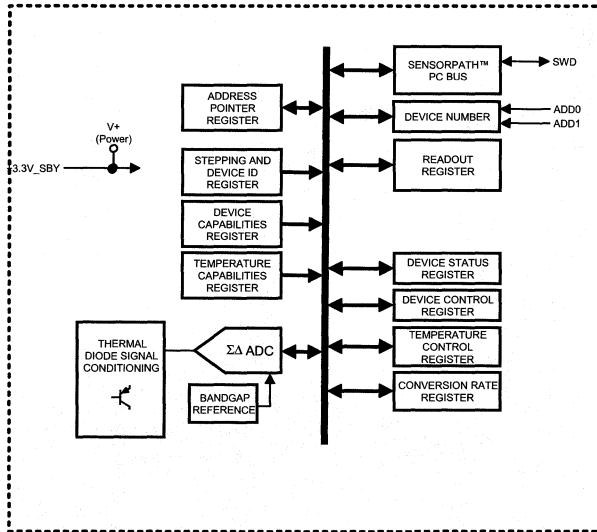 SENSORPATH™
PC BUS
SWD
ADDRESS
POINTER
REGISTER
DEVICE NUMBER
ADD0
ADD1
V+
(Power)
3.3V_SBY
STEPPING AND
DEVICE ID
REGISTER
READOUT
REGISTER
DEVICE
CAPABILITIES
REGISTER
TEMPERATURE
CAPABILITIES
REGISTER
DEVICE STATUS
REGISTER
DEVICE CONTROL
REGISTER
THERMAL
DIODE SIGNAL
CONDITIONING
ΣΔ ADC
TEMPERATURE
CONTROL
REGISTER
BANDGAP
REFERENCE
CONVERSION RATE
REGISTER